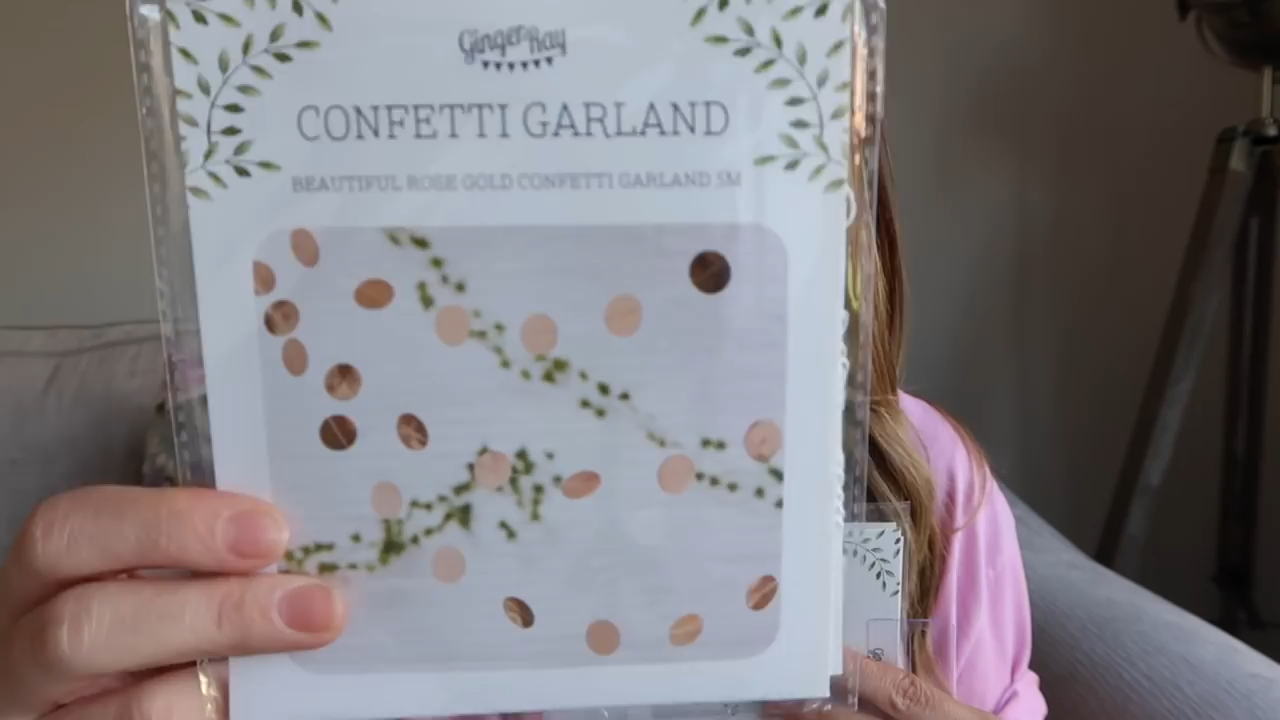 Ginger Ray
CONFETTI GARLAND
BEAUTIFUL ROSE GOLD CONFETTI GARLAND 5M